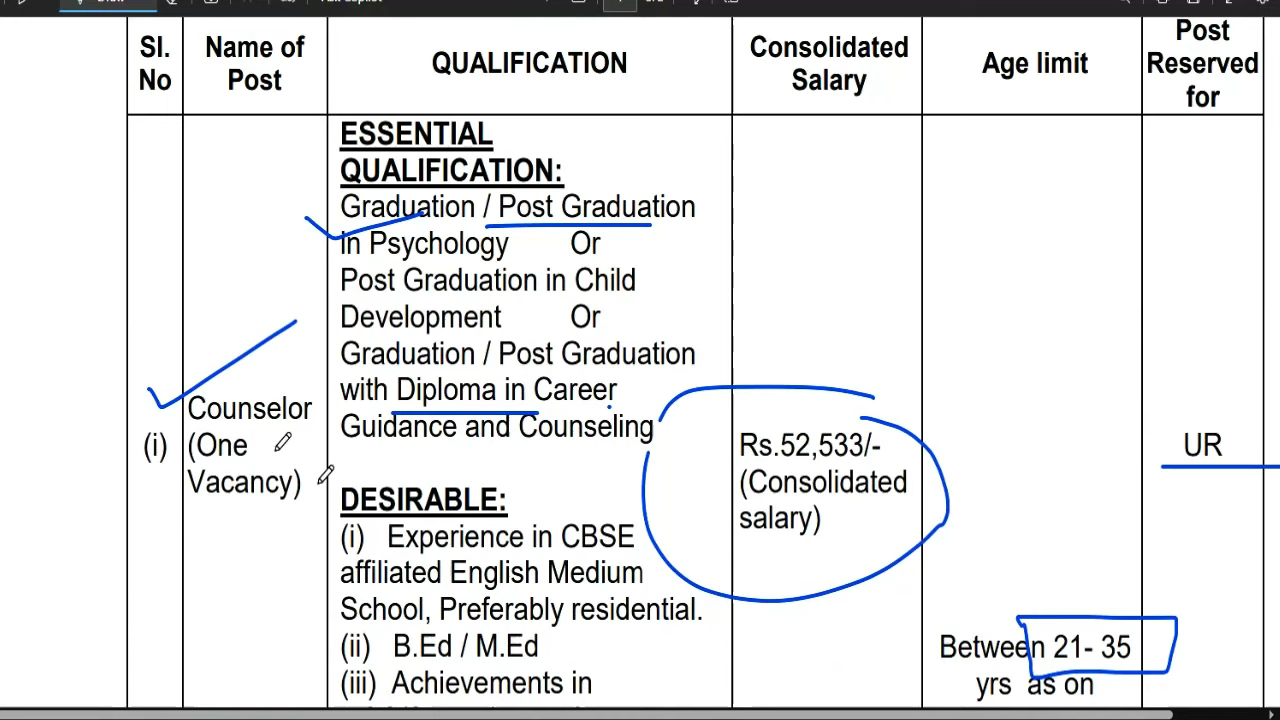 Sl. No
Name of Post
QUALIFICATION
Consolidated Salary
Age limit
Post Reserved for
(i)
Counselor
(One
Vacancy)
ESSENTIAL
QUALIFICATION:
Graduation / Post Graduation
in Psychology Or
Post Graduation in Child
Development Or
Graduation / Post Graduation
with Diploma in Career
Guidance and Counseling
DESIRABLE:
(i) Experience in CBSE
affiliated English Medium
School, Preferably residential.
(ii) B.Ed / M.Ed
(iii) Achievements in
Rs.52,533/-
(Consolidated
salary)
Between 21- 35
yrs as on
UR